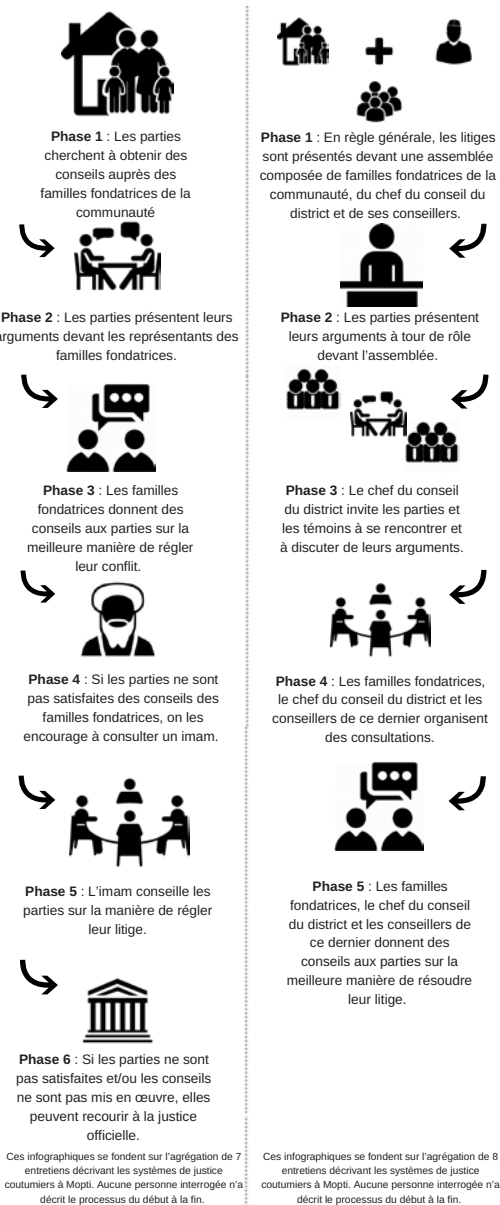 Phase 1 : Les parties
cherchent à obtenir des
conseils auprès des
familles fondatrices de la
communauté
Phase 2 : Les parties présentent leurs
arguments devant les représentants des
familles fondatrices.
Phase 3 : Les familles
fondatrices donnent des
conseils aux parties sur la
meilleure manière de régler
leur conflit.
Phase 4 : Si les parties ne sont
pas satisfaites des conseils des
familles fondatrices, on les
encourage à consulter un imam.
Phase 5 : L'imam conseille les
parties sur la manière de régler
leur litige.
Phase 6 : Si les parties ne sont
pas satisfaites et/ou les conseils
ne sont pas mis en œuvre, elles
peuvent recourir à la justice
officielle.
Ces infographiques se fondent sur l'agrégation de 7
entretiens décrivant les systèmes de justice
coutumiers à Mopti. Aucune personne interrogée n'a
décrit le processus du début à la fin.
Phase 1 : En règle générale, les litiges
sont présentés devant une assemblée
composée de familles fondatrices de la
communauté, du chef du conseil du
district et de ses conseillers.
Phase 2 : Les parties présentent
leurs arguments à tour de rôle
devant l'assemblée.
Phase 3 : Le chef du conseil
du district invite les parties et
les témoins à se rencontrer et
à discuter de leurs arguments.
Phase 4 : Les familles fondatrices,
le chef du conseil du district et les
conseillers de ce dernier organisent
des consultations.
Phase 5 : Les familles
fondatrices, le chef du conseil
du district et les conseillers de
ce dernier donnent des
conseils aux parties sur la
meilleure manière de résoudre
leur litige.
Ces infographiques se fondent sur l'agrégation de 8
entretiens décrivant les systèmes de justice
coutumiers à Mopti. Aucune personne interrogée n'a
décrit le processus du début à la fin.